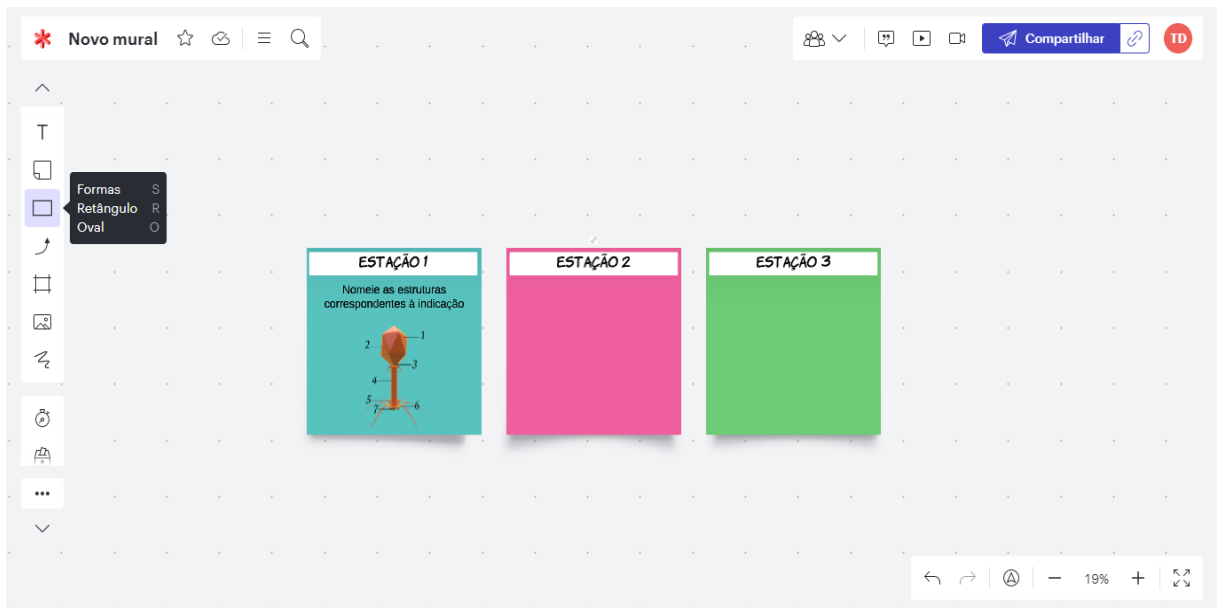 Novo mural
Compartilhar
TD
T
Formas S
Retângulo R
Oval O
ESTAÇÃO 1
ESTAÇÃO 2
ESTAÇÃO 3
Nomeie as estruturas
correspondentes à indicação
1
2
3
4
5
6
7
19%